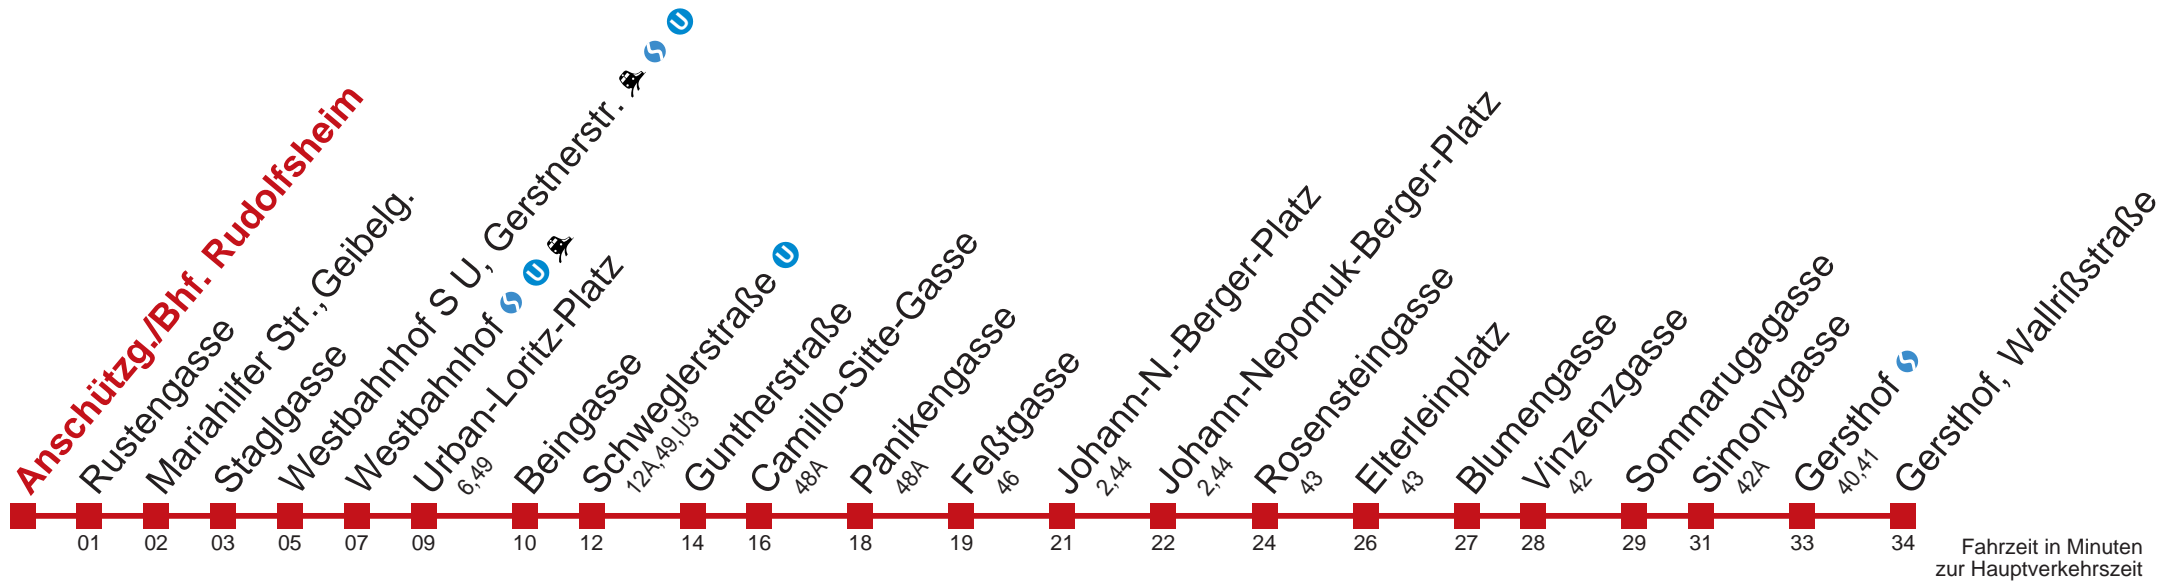 Anschützg./Bhf. Rudolfsheim
Rustengasse
Mariahilfer Str., Geibelg.
Staglgasse
Westbahnhof S U, Gerstnerstr.
Westbahnhof
Urban-Loritz-Platz
6,49
Beingasse
Schweglerstraße
12A,49,U3
Guntherstraße
Camillo-Sitte-Gasse
48A
Panikengasse
48A
Feßtgasse
46
Johann-N.-Berger-Platz
2,44
Johann-Nepomuk-Berger-Platz
2,44
Rosensteingasse
43
Elterleinplatz
43
Blumengasse
Vinzenzgasse
42
Sommarugagasse
Simonygasse
42A
Gersthof
40,41
Gersthof, Wallrißstraße
01 02 03 05 07 09 10 12 14 16 18 19 21 22 24 26 27 28 29 31 33 34
Fahrzeit in Minuten
zur Hauptverkehrszeit